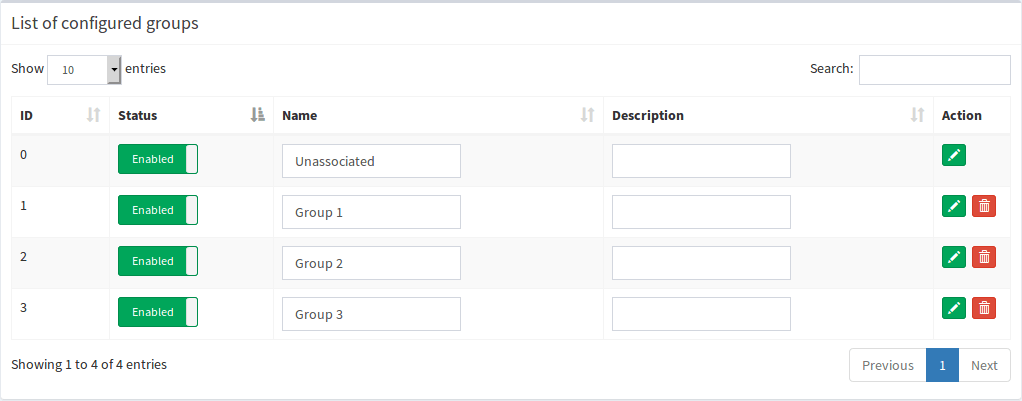 List of configured groups
Show 10 entries Search:
ID Status Name Description Action
0 Enabled Unassociated
1 Enabled Group 1
2 Enabled Group 2
3 Enabled Group 3
Showing 1 to 4 of 4 entries Previous 1 Next